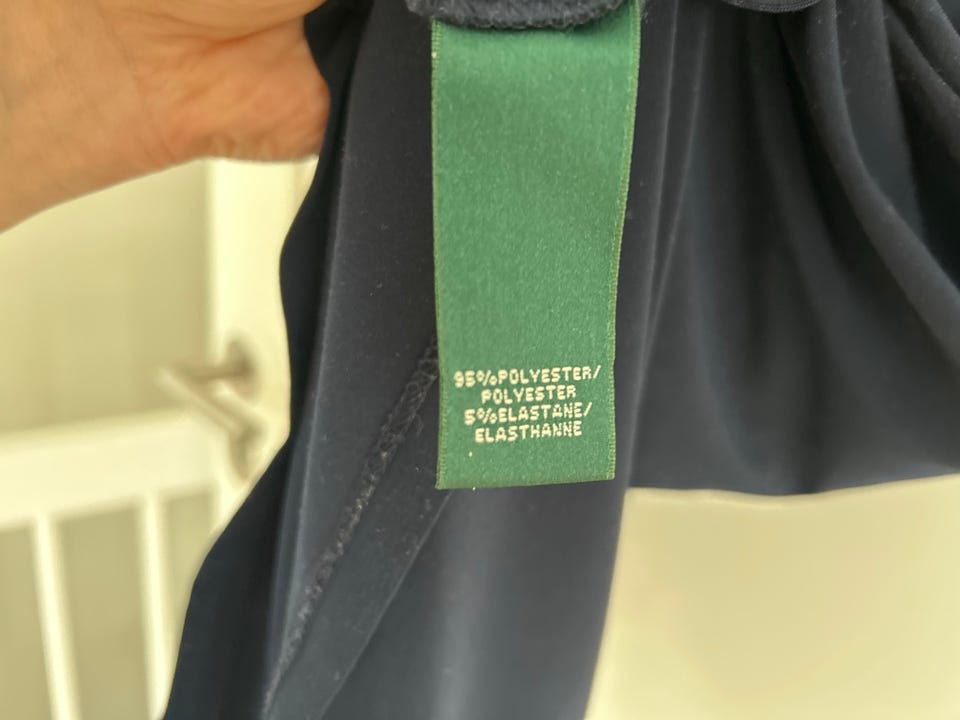 95%POLYESTER/
POLYESTER
5%ELASTANE/
ELASTHANNE